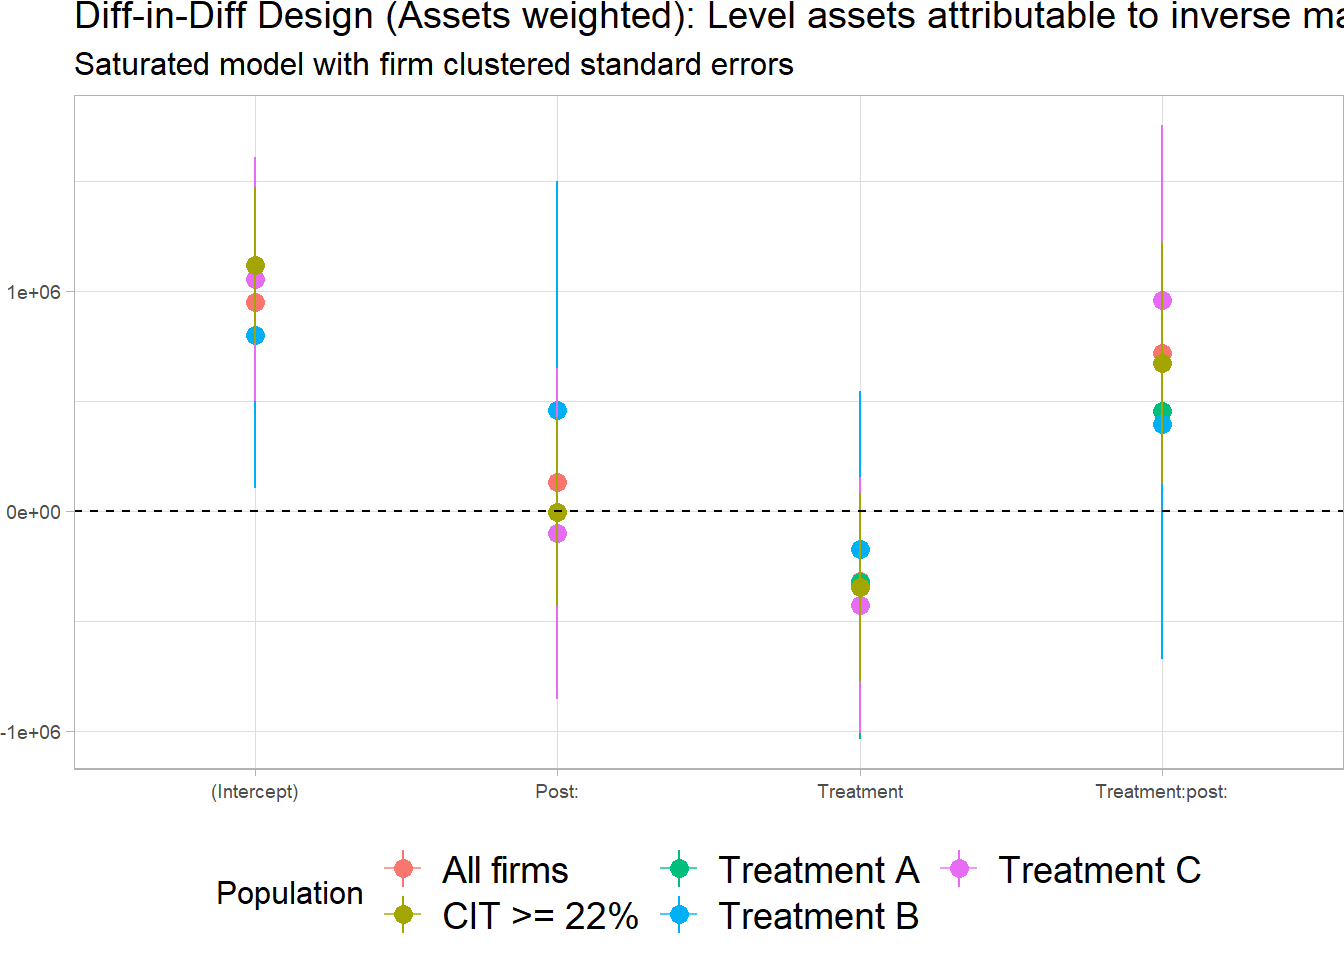 Diff-in-Diff Design (Assets weighted): Level assets attributable to inverse
Saturated model with firm clustered standard errors
1e+06
0e+00
-1e+06
(Intercept) Post: Treatment Treatment:post:
Population
All firms Treatment A Treatment C
CIT >= 22% Treatment B